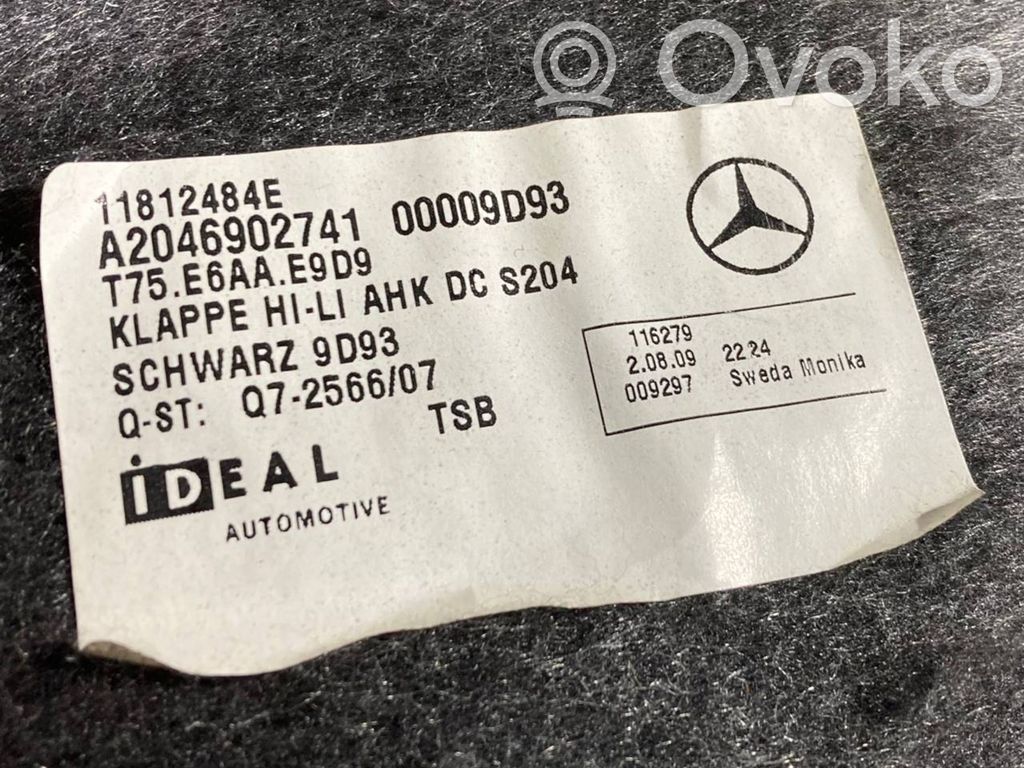 Ovoko
11812484E
A2046902741 00009D93
T75.E6AA.E9D9
KLAPPE HI-LI AHK DC S204
SCHWARZ 9D93
Q-ST: Q7-2566/07
TSB
iDEAL
AUTOMOTIVE
116279
2.08.09 22:24
009297 Sweda Monika